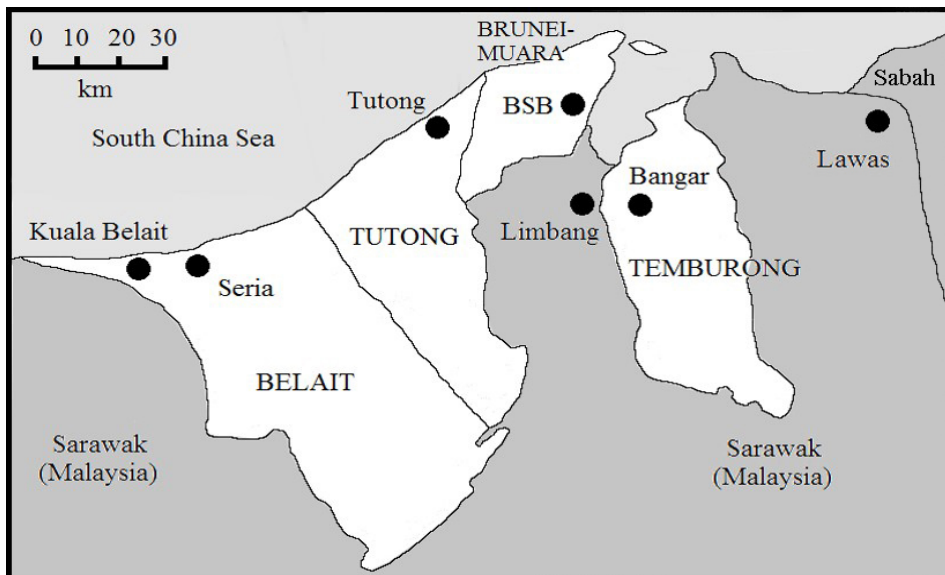 0 10 20 30
km
BRUNEI-
MUARA
Sabah
Tutong
BSB
South China Sea
Lawas
Bangar
Kuala Belait
TUTONG
Limbang
TEMBURONG
Seria
BELAIT
Sarawak
(Malaysia)
Sarawak
(Malaysia)